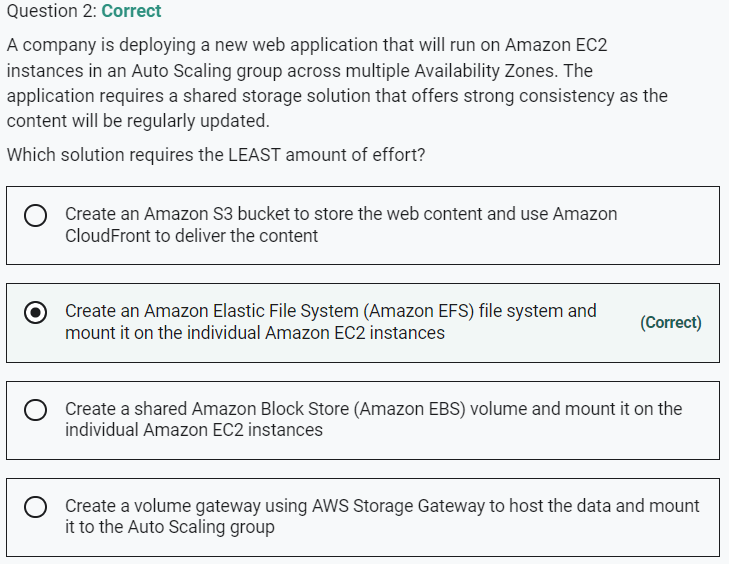 Question 2: Correct
A company is deploying a new web application that will run on Amazon EC2
instances in an Auto Scaling group across multiple Availability Zones. The
application requires a shared storage solution that offers strong consistency as the
content will be regularly updated.
Which solution requires the LEAST amount of effort?
Create an Amazon S3 bucket to store the web content and use Amazon
CloudFront to deliver the content
Create an Amazon Elastic File System (Amazon EFS) file system and
mount it on the individual Amazon EC2 instances
(Correct)
Create a shared Amazon Block Store (Amazon EBS) volume and mount it on the
individual Amazon EC2 instances
Create a volume gateway using AWS Storage Gateway to host the data and mount
it to the Auto Scaling group